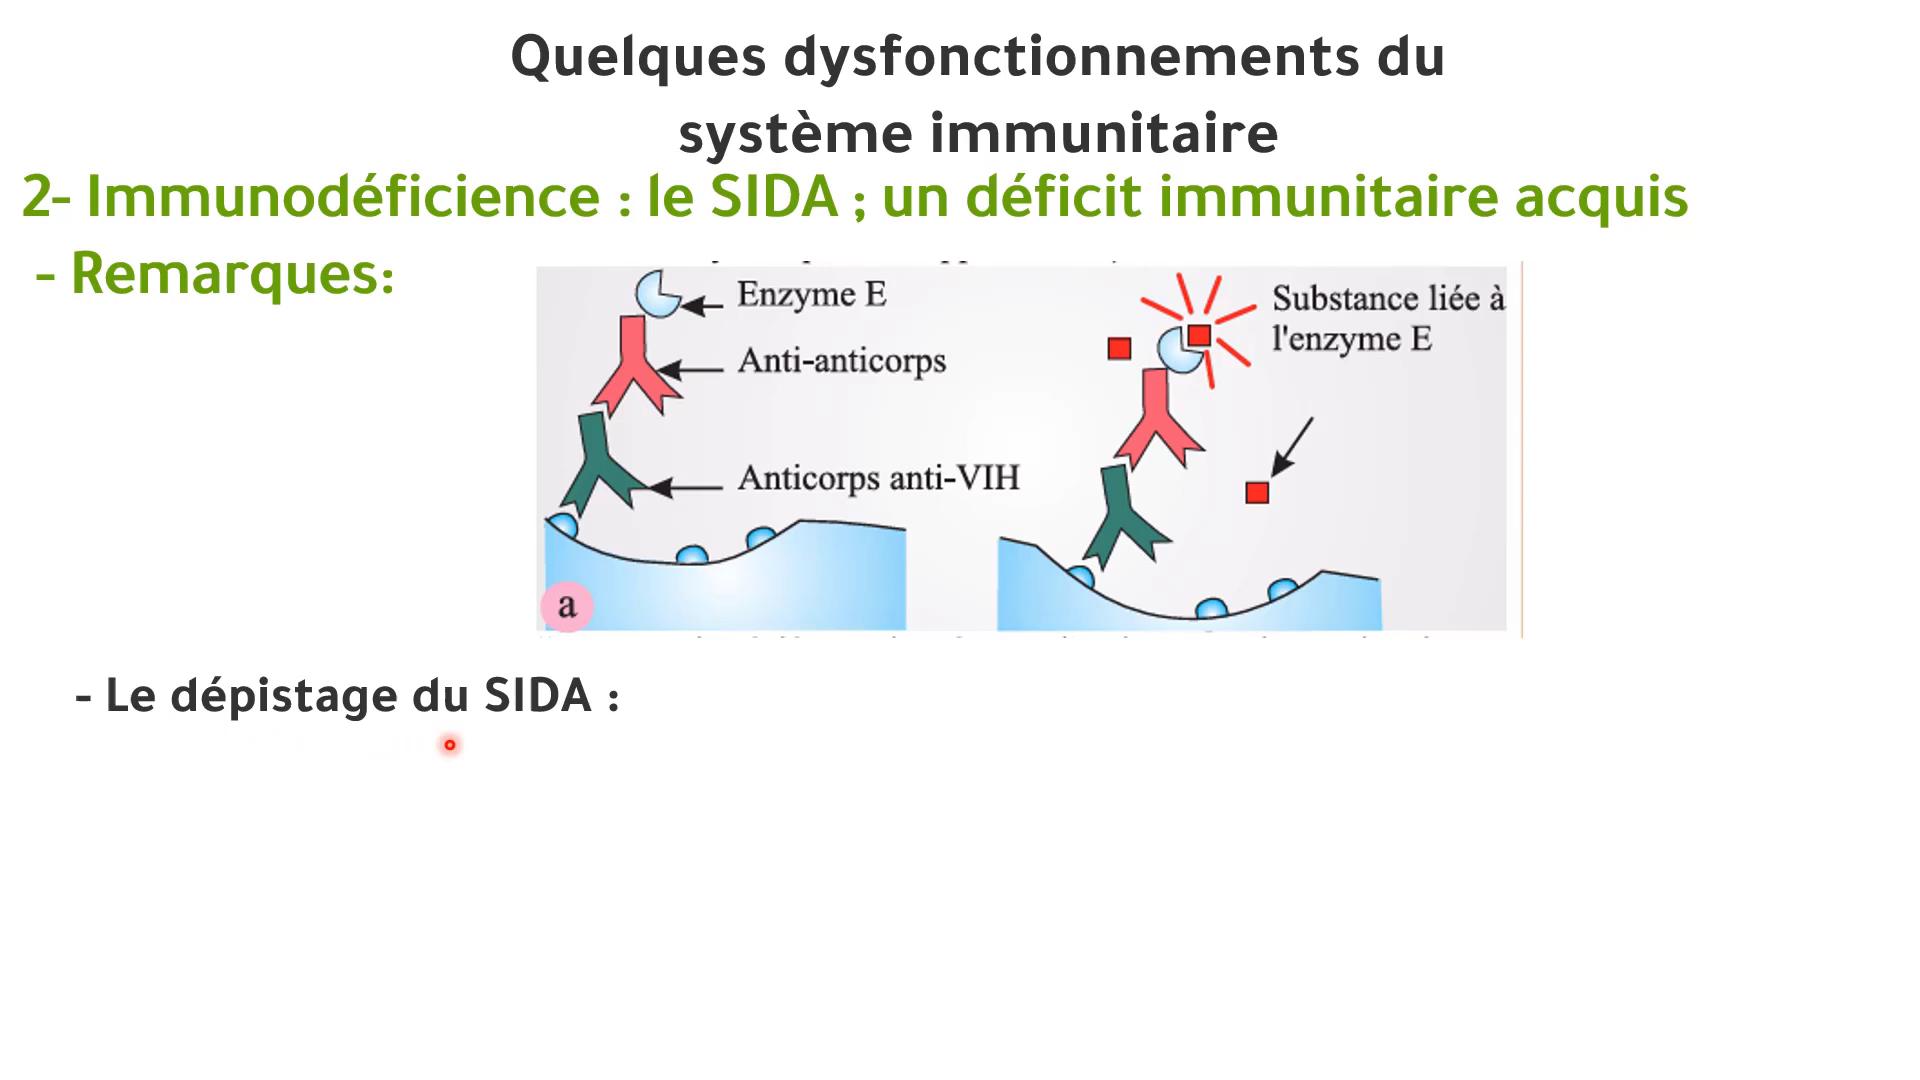 Quelques dysfonctionnements du
système immunitaire
2- Immunodéficience : le SIDA ; un déficit immunitaire acquis
- Remarques:
Enzyme E
Anti-anticorps
Anticorps anti-VIH
a
Substance liée à
l'enzyme E
- Le dépistage du SIDA :